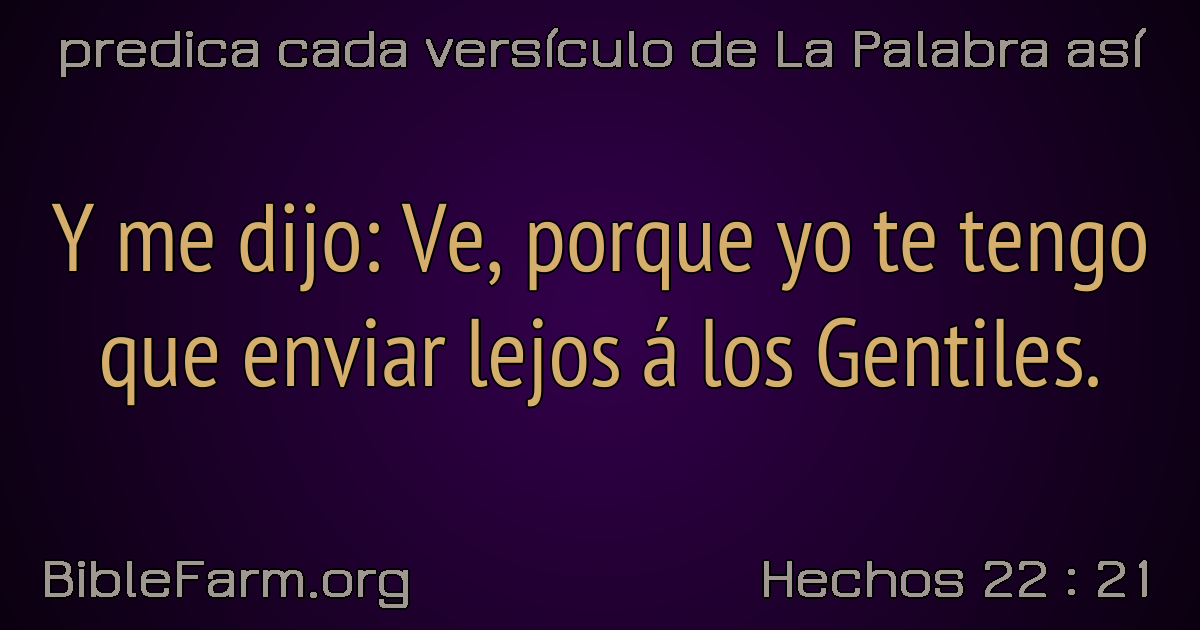 predica cada versículo de La Palabra así
Y me dijo: Ve, porque yo te tengo
que enviar lejos á los Gentiles.
BibleFarm.org
Hechos 22 : 21